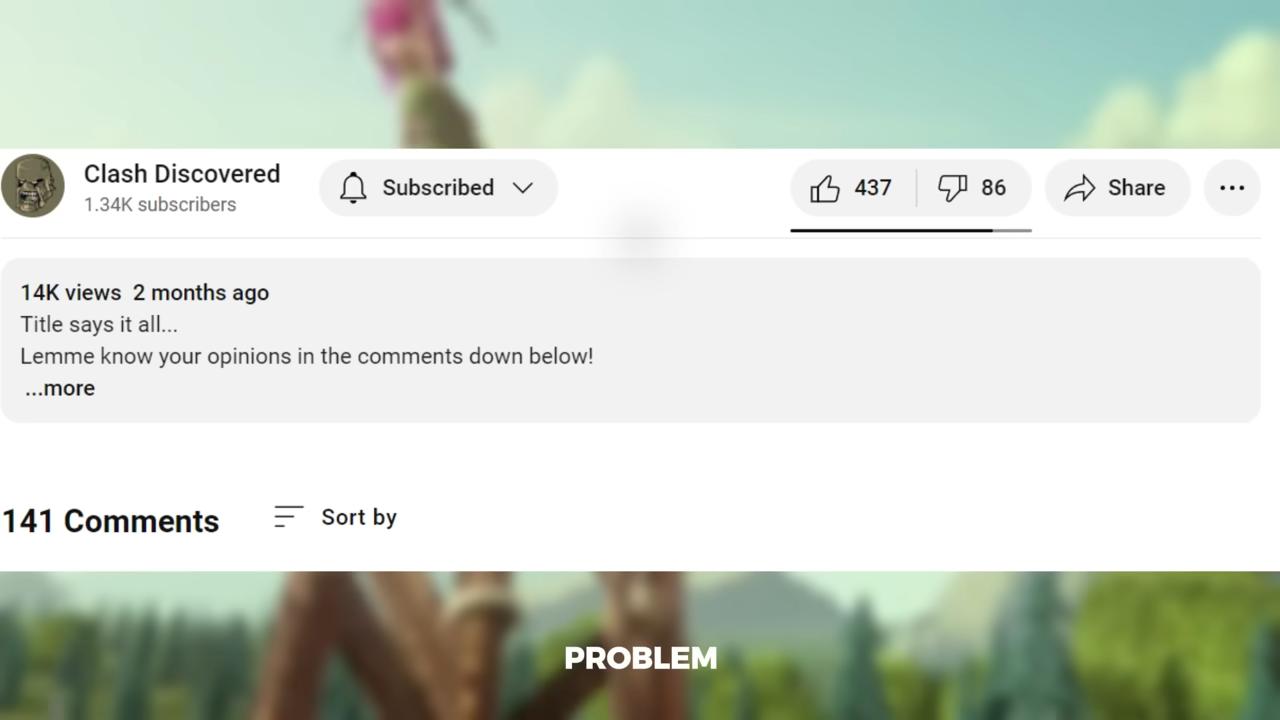 Clash Discovered
1.34K subscribers
Subscribed
437
86
Share
14K views 2 months ago
Title says it all...
Lemme know your opinions in the comments down below!
...more
141 Comments
Sort by
PROBLEM